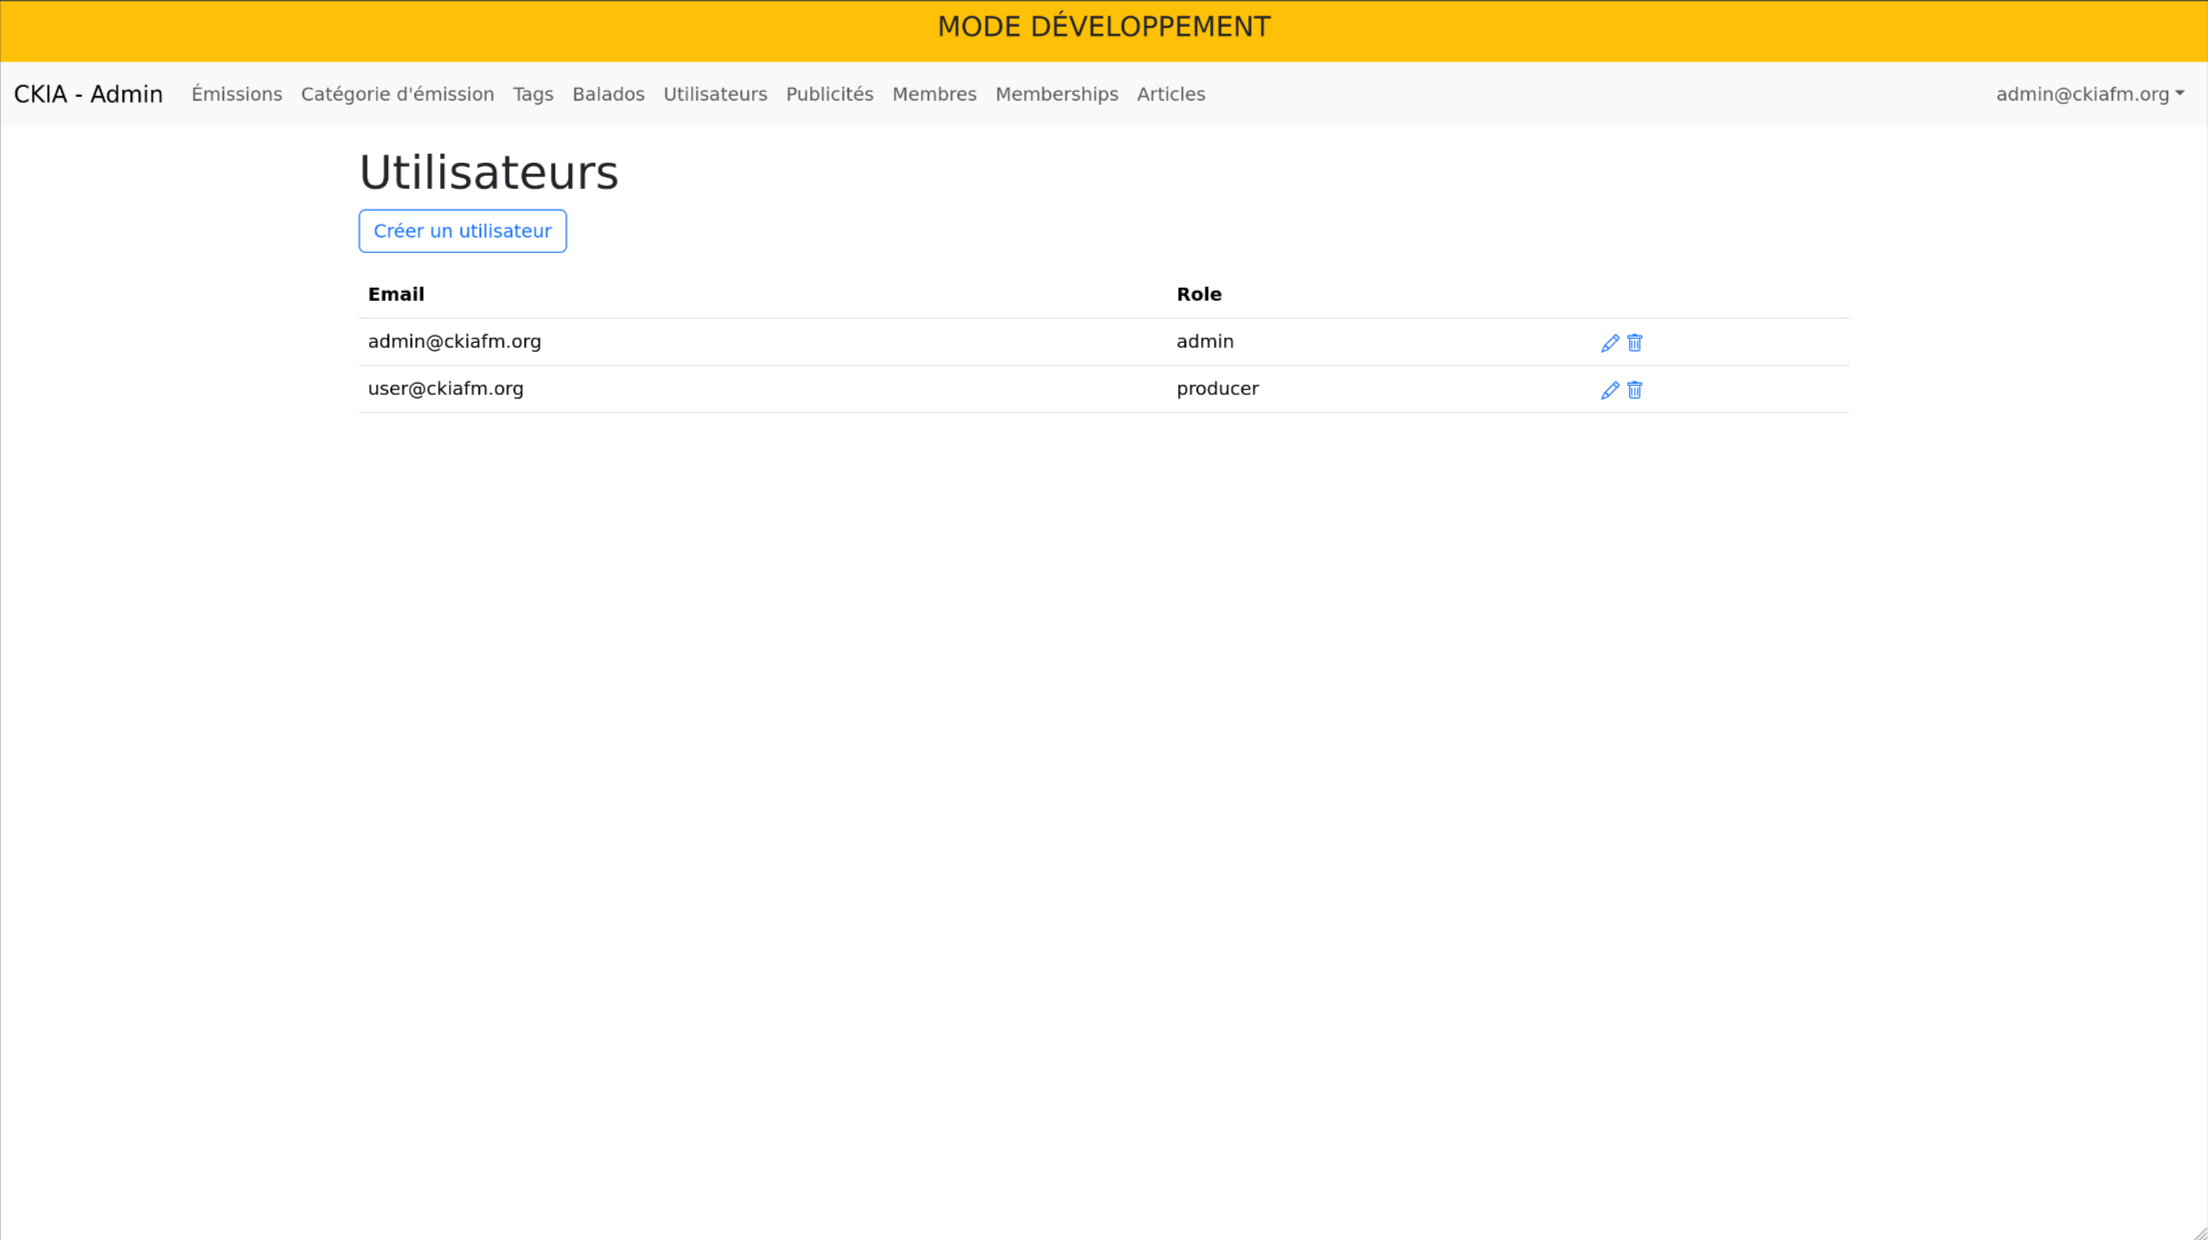 MODE DÉVELOPPEMENT
CKIA - Admin Émissions Catégorie d'émission Tags Balados Utilisateurs Publicités Membres Memberships Articles admin@ckiafm.org
Utilisateurs
Créer un utilisateur
Email Role
admin@ckiafm.org admin
user@ckiafm.org producer